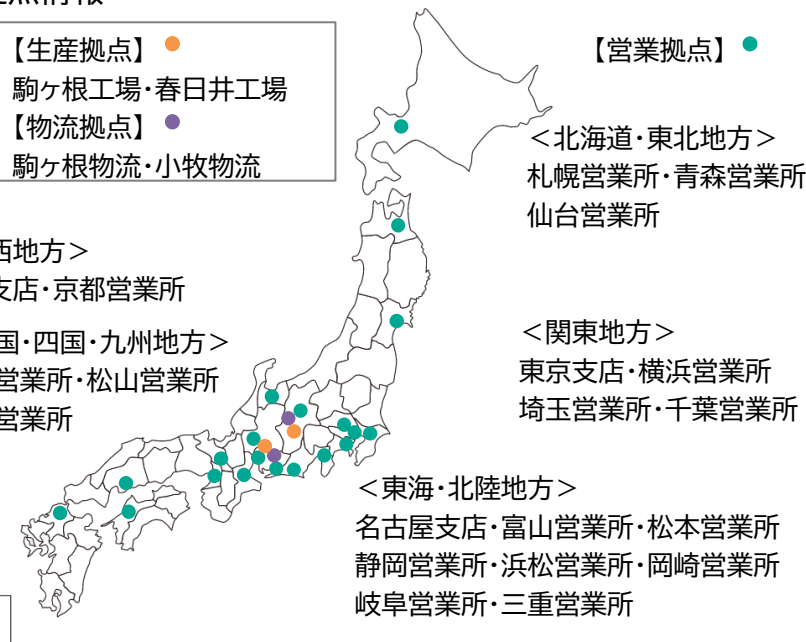 【生産拠点】
駒ヶ根工場・春日井工場
【物流拠点】
駒ヶ根物流・小牧物流
【営業拠点】
<北海道・東北地方>
札幌営業所・青森営業所
仙台営業所
西地方>
支店・京都営業所
国・四国・九州地方>
営業所・松山営業所
営業所
<関東地方>
東京支店・横浜営業所
埼玉営業所・千葉営業所
<東海・北陸地方>
名古屋支店・富山営業所・松本営業所
静岡営業所・浜松営業所・岡崎営業所
岐阜営業所・三重営業所